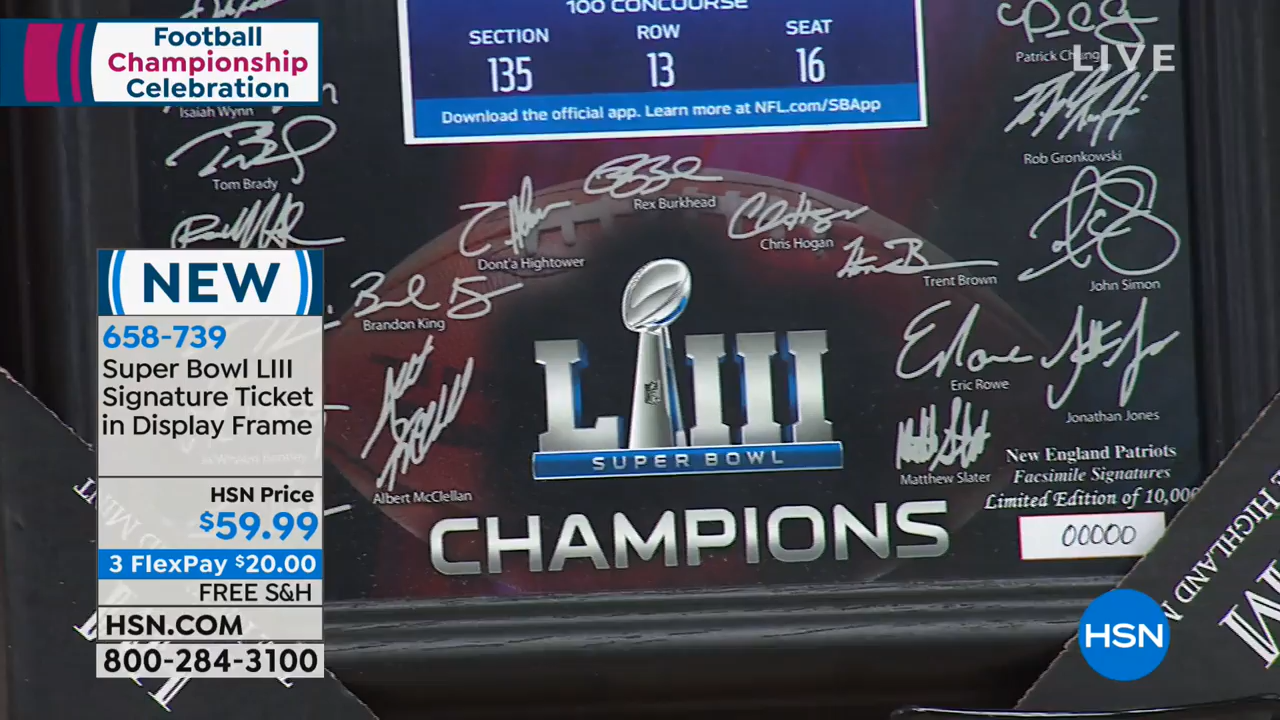 Football
Championship
Celebration
LIVE
100 CONCOURSE
SECTION
ROW
SEAT
135
13
16
Download the official app. Learn more at NFL.com/SBApp
Isaiah Wynn
Tom Brady
Patrick Chung
Rob Gronkowski
Rex Burkhead
Chris Hogan
Dont'a Hightower
Trent Brown
John Simon
Brandon King
Eric Rowe
Jonathan Jones
Albert McClellan
Matthew Slater
LIII
SUPER BOWL
CHAMPIONS
New England Patriots
Facsimile Signatures
Limited Edition of 10,000
00000
NEW
658-739
Super Bowl LIII
Signature Ticket
in Display Frame
HSN Price
$59.99
3 FlexPay $20.00
FREE S&H
HSN.COM
800-284-3100
HSN
HIGHLAND M